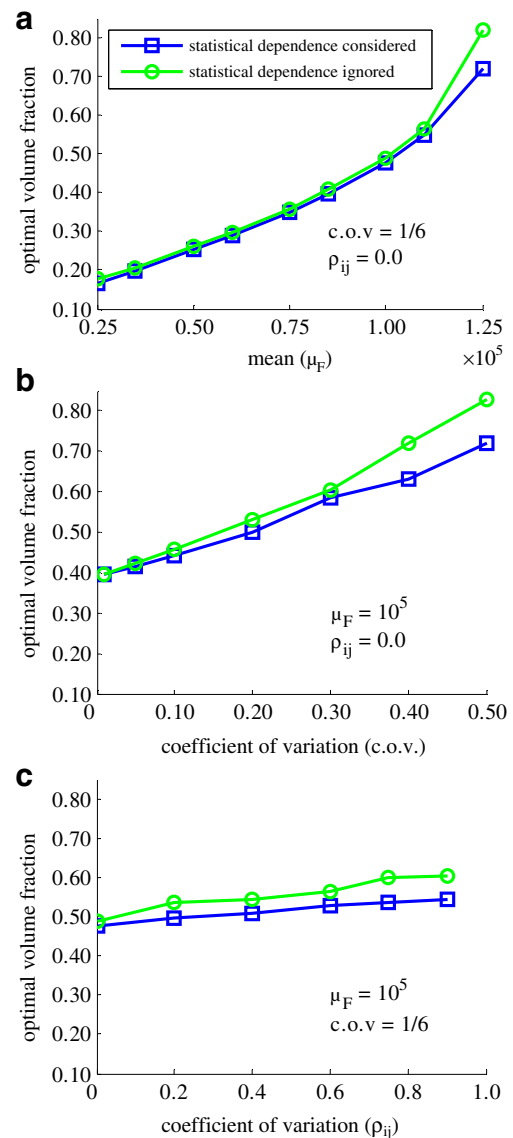 a
0.80
statistical dependence considered
statistical dependence ignored
0.70
0.60
0.50
0.40
0.30
0.20
0.10
optimal volume fraction
c.o.v = 1/6
ρij = 0.0
0.25 0.50 0.75 1.00 1.25
mean (μF) ×10^5
b
0.80
0.70
0.60
0.50
0.40
0.30
0.20
0.10
optimal volume fraction
μF = 10^5
ρij = 0.0
0 0.10 0.20 0.30 0.40 0.50
coefficient of variation (c.o.v.)
c
0.80
0.70
0.60
0.50
0.40
0.30
0.20
0.10
optimal volume fraction
μF = 10^5
c.o.v = 1/6
0 0.2 0.4 0.6 0.8 1.0
coefficient of variation (ρij)